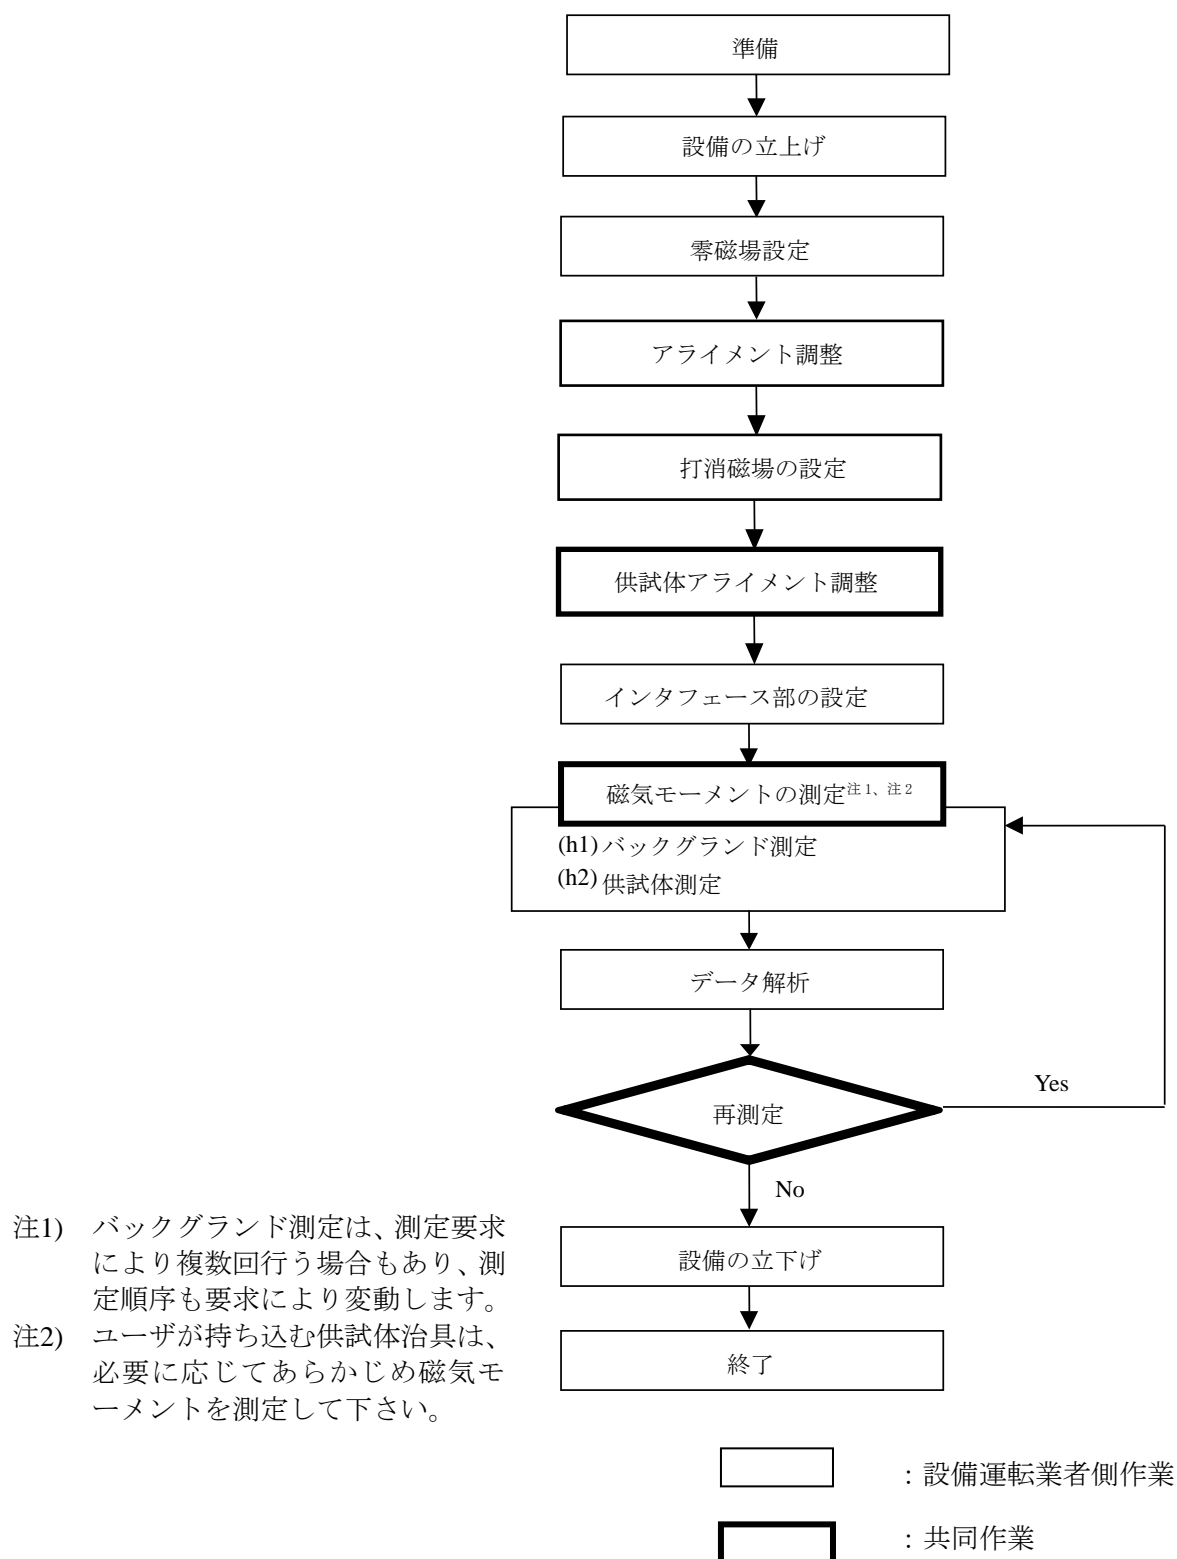 準備
設備の立上げ
零磁場設定
アライメント調整
打消磁場の設定
供試体アライメント調整
インタフェース部の設定
磁気モーメントの測定注1、注2
(h1)バックグランド測定
(h2)供試体測定
データ解析
再測定
Yes
No
設備の立下げ
終了
注1) バックグランド測定は、測定要求
により複数回行う場合もあり、測
定順序も要求により変動します。
注2) ユーザが持ち込む供試体治具は、
必要に応じてあらかじめ磁気モ
ーメントを測定して下さい。
：設備運転業者側作業
：共同作業